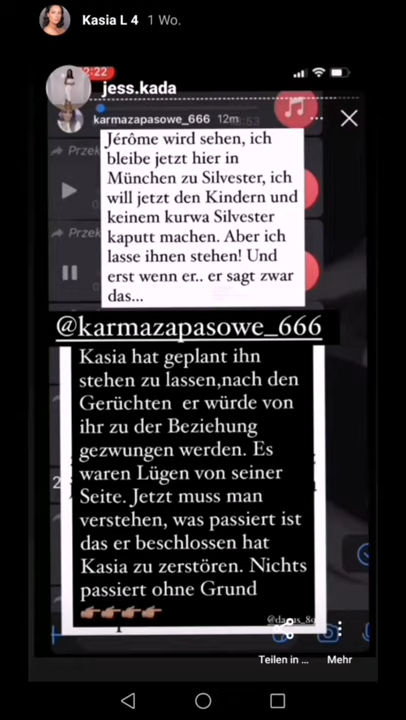 Kasia L 4 1 Wo.
jess.kada
karmazapasowe_666 12m
Jérôme wird sehen, ich
bleibe jetzt hier in
München zu Silvester, ich
will jetzt den Kindern und
keinem kurwa Silvester
kaputt machen. Aber ich
lasse ihnen stehen! Und
erst wenn er.. er sagt zwar
das...
@karmazapasowe_666
Kasia hat geplant ihn
stehen zu lassen,nach den
Gerüchten er würde von
ihr zu der Beziehung
gezwungen werden. Es
waren Lügen von seiner
Seite. Jetzt muss man
verstehen, was passiert ist
das er beschlossen hat
Kasia zu zerstören. Nichts
passiert ohne Grund
👉🏼👉🏼👉🏼👉🏼
Teilen in ... Mehr